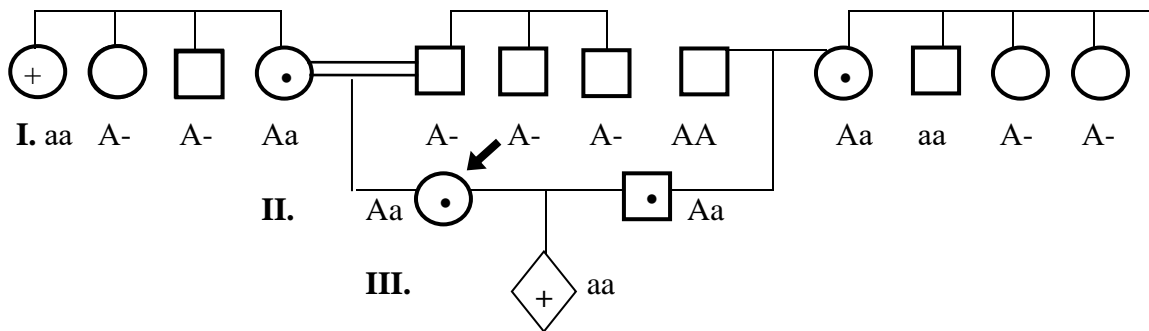 +
I. aa A- A- Aa A- A- A- AA Aa aa A- A-
II. Aa Aa
III. + aa